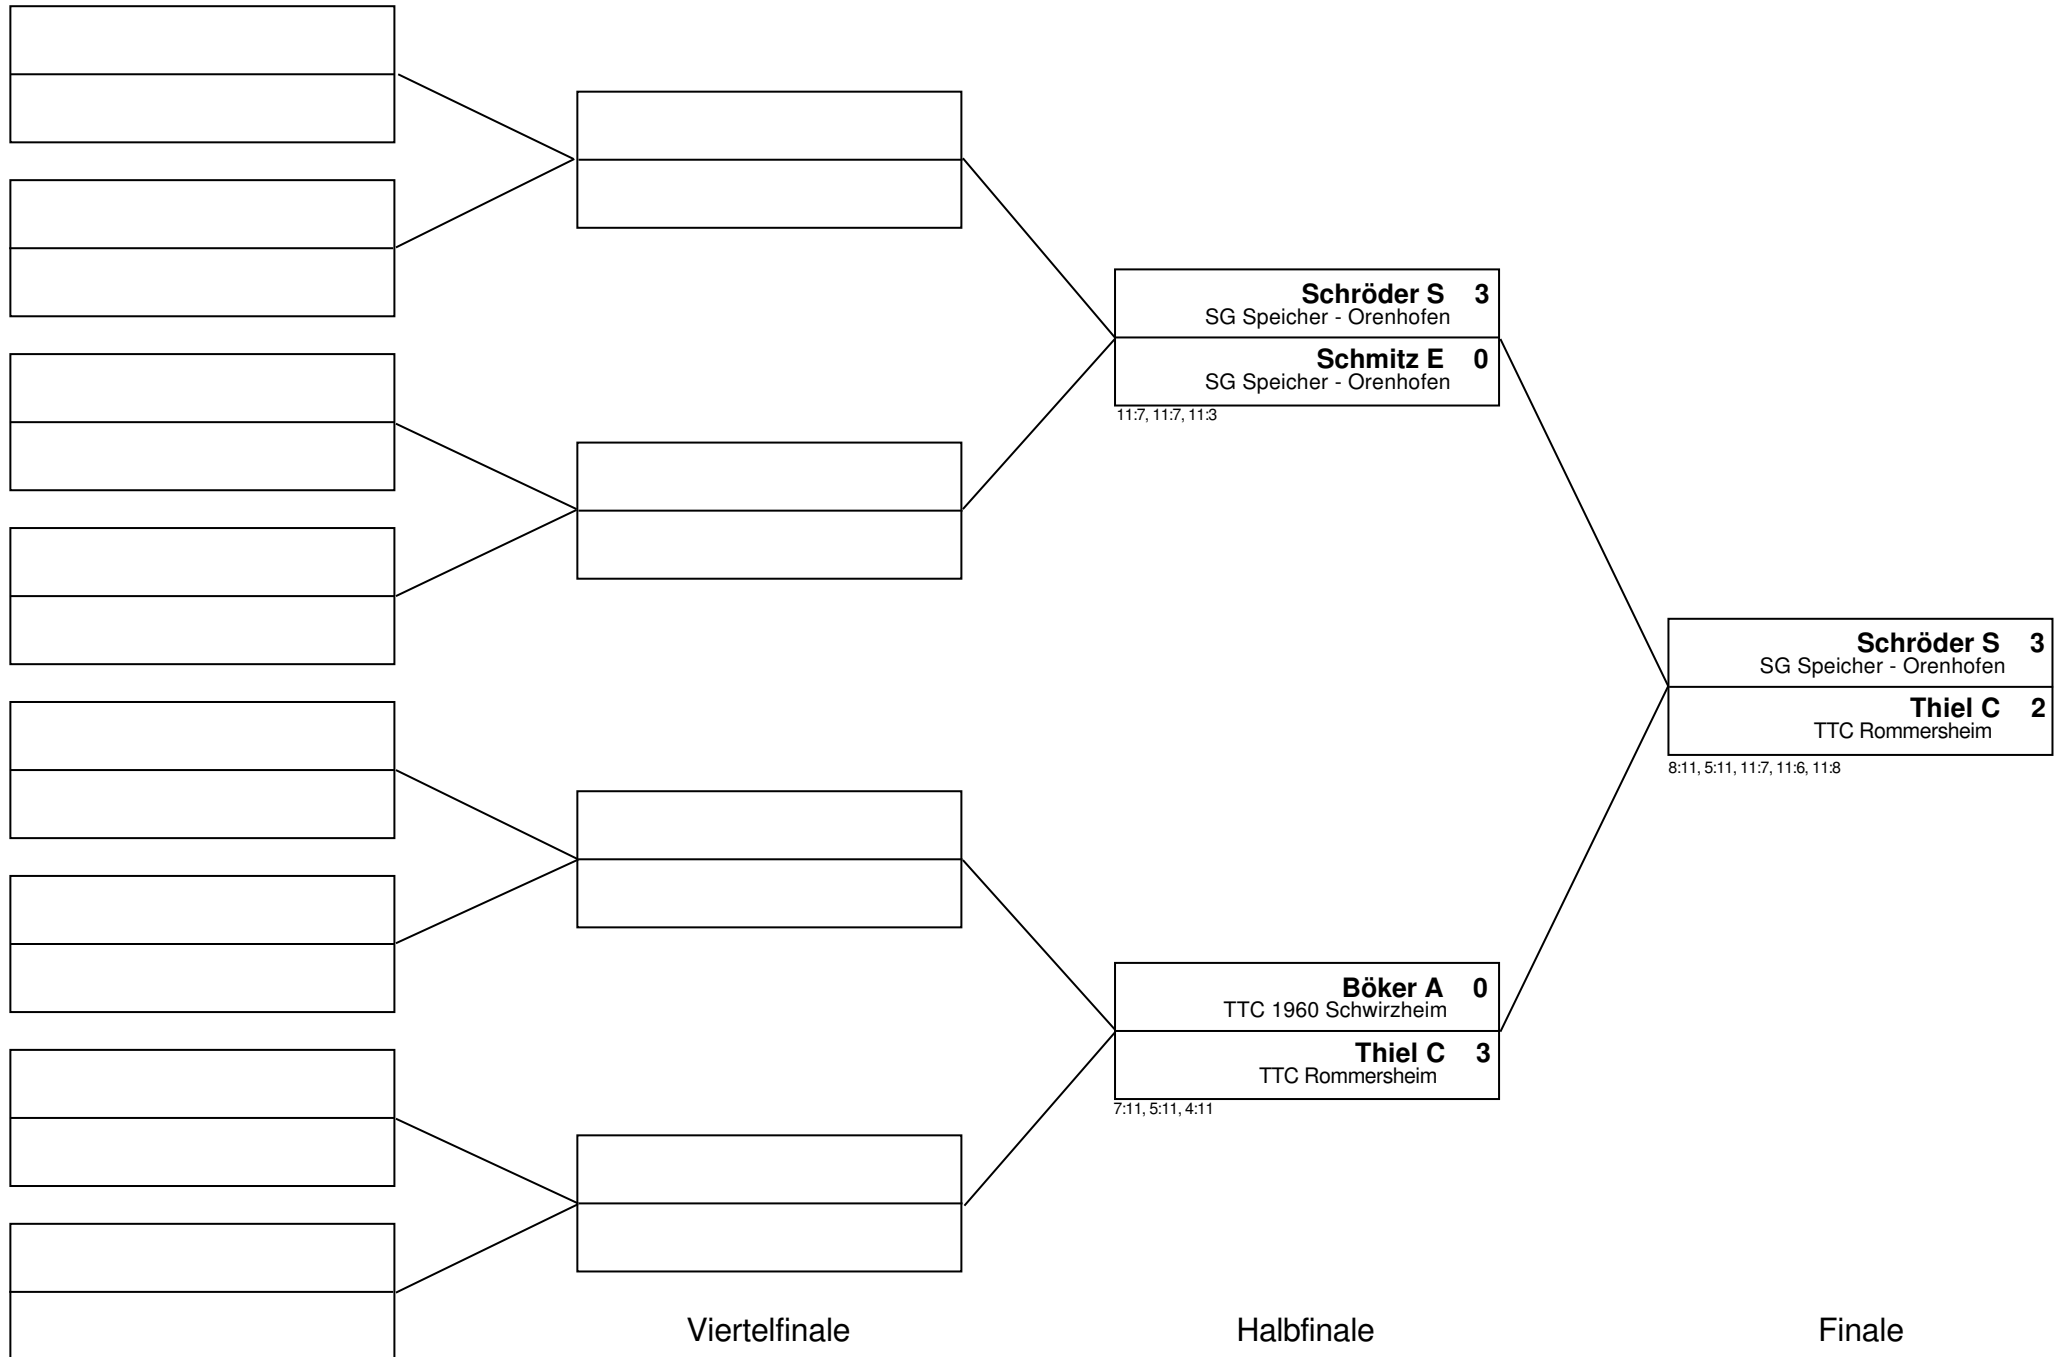 Schröder S 3
SG Speicher - Orenhofen
Schmitz E 0
SG Speicher - Orenhofen
11:7, 11:7, 11:3
Schröder S 3
SG Speicher - Orenhofen
Thiel C 2
TTC Rommersheim
8:11, 5:11, 11:7, 11:6, 11:8
Böker A 0
TTC 1960 Schwirzheim
Thiel C 3
TTC Rommersheim
7:11, 5:11, 4:11
Viertelfinale
Halbfinale
Finale